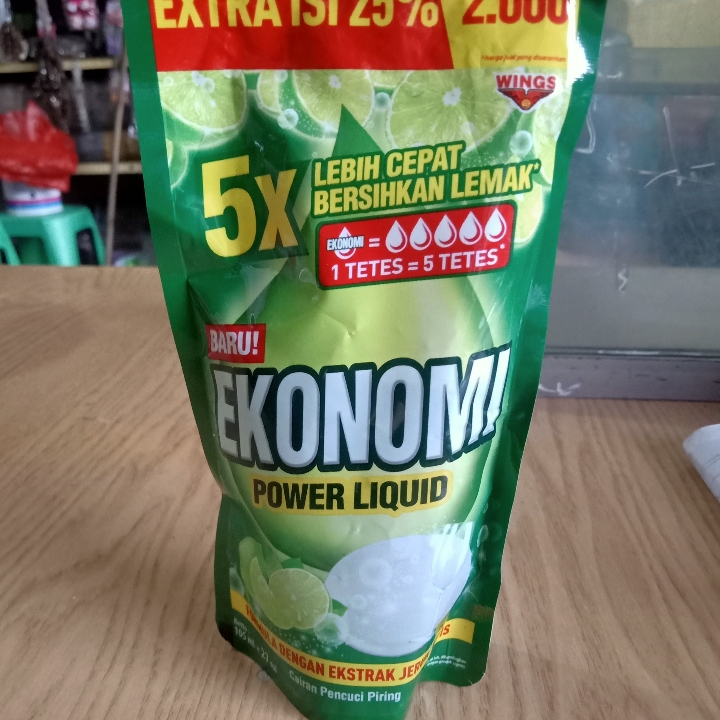 EXTRA ISI 25%
2.000
WINGS
5X
LEBIH CEPAT
BERSIHKAN LEMAK*
EKONOMI =
1 TETES = 5 TETES*
BARU!
EKONOMI
POWER LIQUID
DENGAN EKSTRAK
Cairan Pencuci Piring